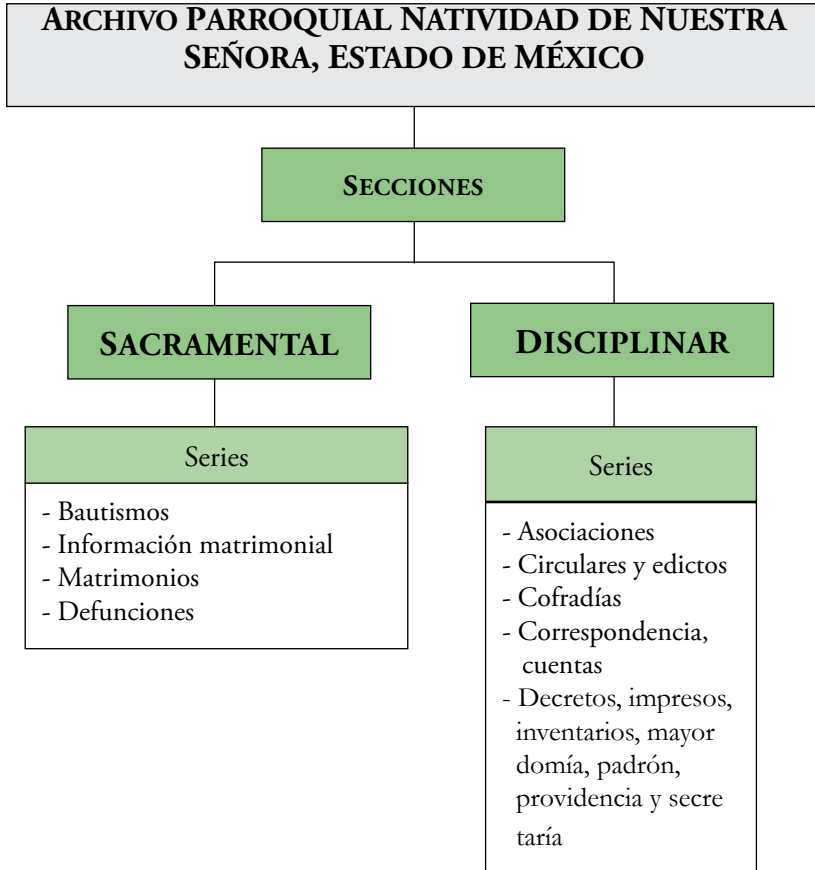 ARCHIVO PARROQUIAL NATIVIDAD DE NUESTRA
SEÑORA, ESTADO DE MÉXICO
SECCIONES
SACRAMENTAL
DISCIPLINAR
Series
- Bautismos
- Información matrimonial
- Matrimonios
- Defunciones
Series
- Asociaciones
- Circulares y edictos
- Cofradías
- Correspondencia,
cuentas
- Decretos, impresos,
inventarios, mayor
domía, padrón,
providencia y secre
taría